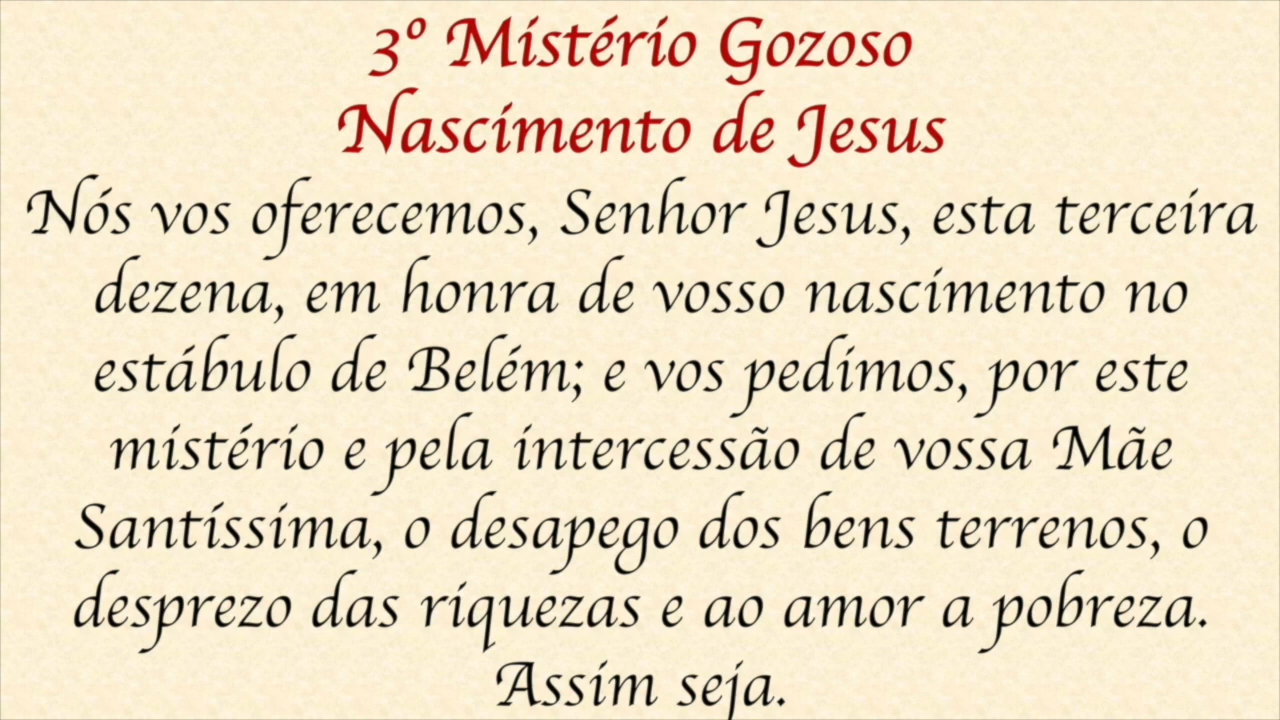 3º Mistério Gozoso
Nascimento de Jesus
Nós vos oferecemos, Senhor Jesus, esta terceira
dezena, em honra de vosso nascimento no
estábulo de Belém; e vos pedimos, por este
mistério e pela intercessão de vossa Mãe
Santíssima, o desapego dos bens terrenos, o
desprezo das riquezas e ao amor a pobreza.
Assim seja.